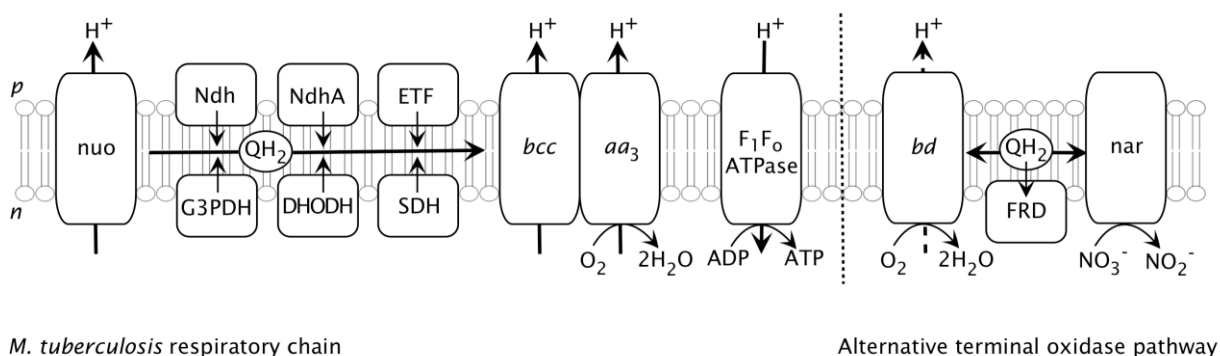 H⁺ H⁺ H⁺ H⁺ H⁺
p
Ndh NdhA ETF
nuo QH₂ bcc aa₃ F₁Fₒ ATPase bd QH₂ nar
n
G3PDH DHODH SDH FRD
O₂ 2H₂O ADP ATP O₂ 2H₂O NO₃⁻ NO₂⁻
M. tuberculosis respiratory chain Alternative terminal oxidase pathway